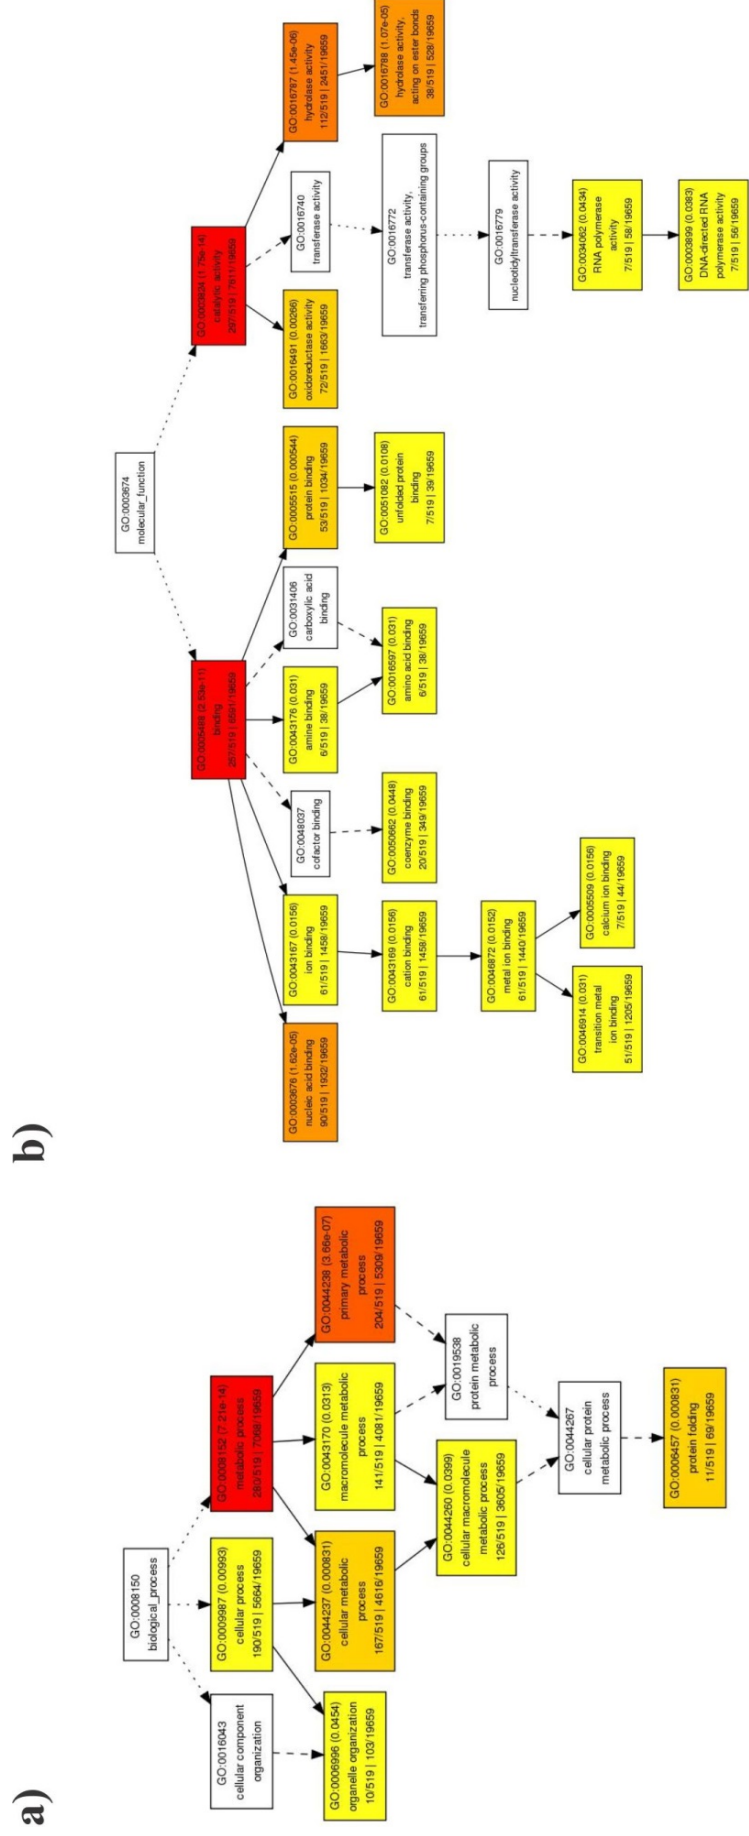 a)
GO:0008150
biological_process
GO:0016043
cellular component
organization
GO:0009987 (0.00993)
cellular process
190/519 | 5664/19659
GO:0008152 (7.21e-14)
metabolic process
280/519 | 7068/19659
GO:0006996 (0.0454)
organelle organization
10/519 | 103/19659
GO:0044237 (0.000831)
cellular metabolic
process
167/519 | 4616/19659
GO:0043170 (0.0313)
macromolecule metabolic
process
141/519 | 4081/19659
GO:0044238 (3.66e-07)
primary metabolic
process
204/519 | 5309/19659
GO:0044260 (0.0399)
cellular macromolecule
metabolic process
126/519 | 3605/19659
GO:0019538
protein metabolic
process
GO:0044267
cellular protein
metabolic process
GO:0006457 (0.000831)
protein folding
11/519 | 69/19659
b)
GO:0003674
molecular_function
GO:0005488 (2.53e-11)
binding
257/519 | 6591/19659
GO:0003824 (1.75e-14)
catalytic activity
297/519 | 7611/19659
GO:0003676 (1.62e-05)
nucleic acid binding
90/519 | 1932/19659
GO:0043167 (0.0156)
ion binding
61/519 | 1458/19659
GO:0048037
cofactor binding
GO:0043176 (0.031)
amine binding
6/519 | 38/19659
GO:0031406
carboxylic acid
binding
GO:0005515 (0.000544)
protein binding
53/519 | 1034/19659
GO:0016491 (0.00266)
oxidoreductase activity
72/519 | 1663/19659
GO:0016740
transferase activity
GO:0016787 (1.45e-06)
hydrolase activity
112/519 | 2451/19659
GO:0043169 (0.0156)
cation binding
61/519 | 1458/19659
GO:0050662 (0.0448)
coenzyme binding
20/519 | 349/19659
GO:0016597 (0.031)
amino acid binding
6/519 | 38/19659
GO:0051082 (0.0108)
unfolded protein
binding
7/519 | 39/19659
GO:0016772
transferase activity,
transferring phosphorus-containing groups
GO:0016788 (1.07e-05)
hydrolase activity,
acting on ester bonds
38/519 | 528/19659
GO:0046872 (0.0152)
metal ion binding
61/519 | 1440/19659
GO:0016779
nucleotidyltransferase activity
GO:0046914 (0.031)
transition metal
ion binding
51/519 | 1205/19659
GO:0005509 (0.0156)
calcium ion binding
7/519 | 44/19659
GO:0034062 (0.0434)
RNA polymerase
activity
7/519 | 58/19659
GO:0003899 (0.0383)
DNA-directed RNA
polymerase activity
7/519 | 56/19659